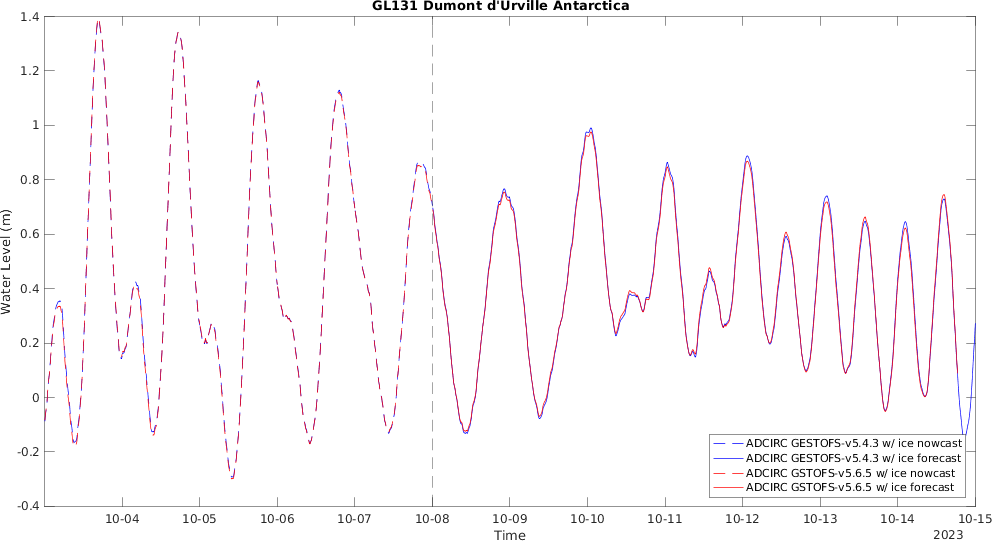 GL131 Dumont d'Urville Antarctica
Water Level (m)
1.4
1.2
1
0.8
0.6
0.4
0.2
0
-0.2
-0.4
10-04 10-05 10-06 10-07 10-08 10-09 10-10 10-11 10-12 10-13 10-14 10-15
Time
2023
ADCIRC GESTOFS-v5.4.3 w/ ice nowcast
ADCIRC GESTOFS-v5.4.3 w/ ice forecast
ADCIRC GSTOFS-v5.6.5 w/ ice nowcast
ADCIRC GSTOFS-v5.6.5 w/ ice forecast